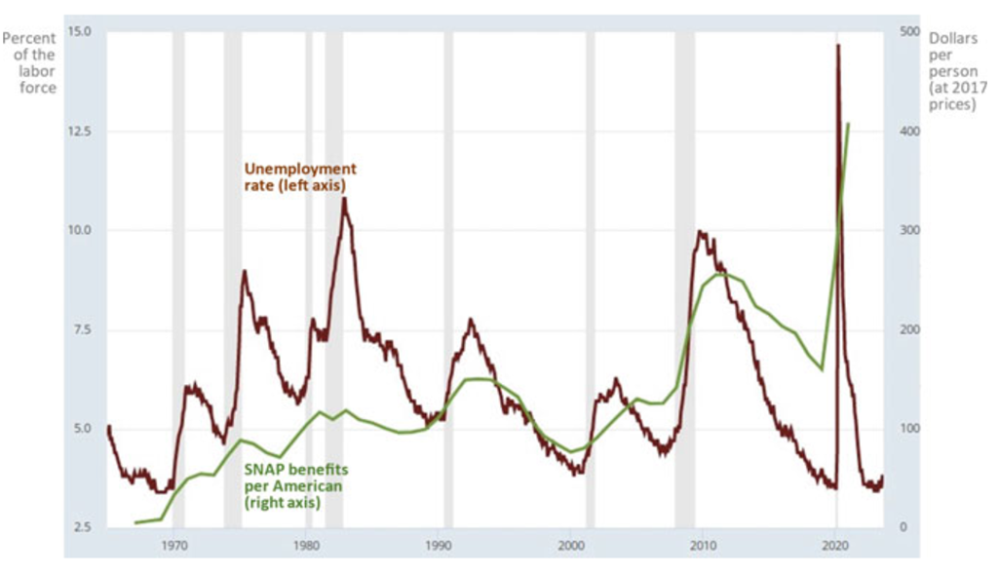 Percent
of the
labor
force
15.0
12.5
10.0
7.5
5.0
2.5
Unemployment
rate (left axis)
SNAP benefits
per American
(right axis)
500
400
300
200
100
0
Dollars
per
person
(at 2017
prices)
1970 1980 1990 2000 2010 2020